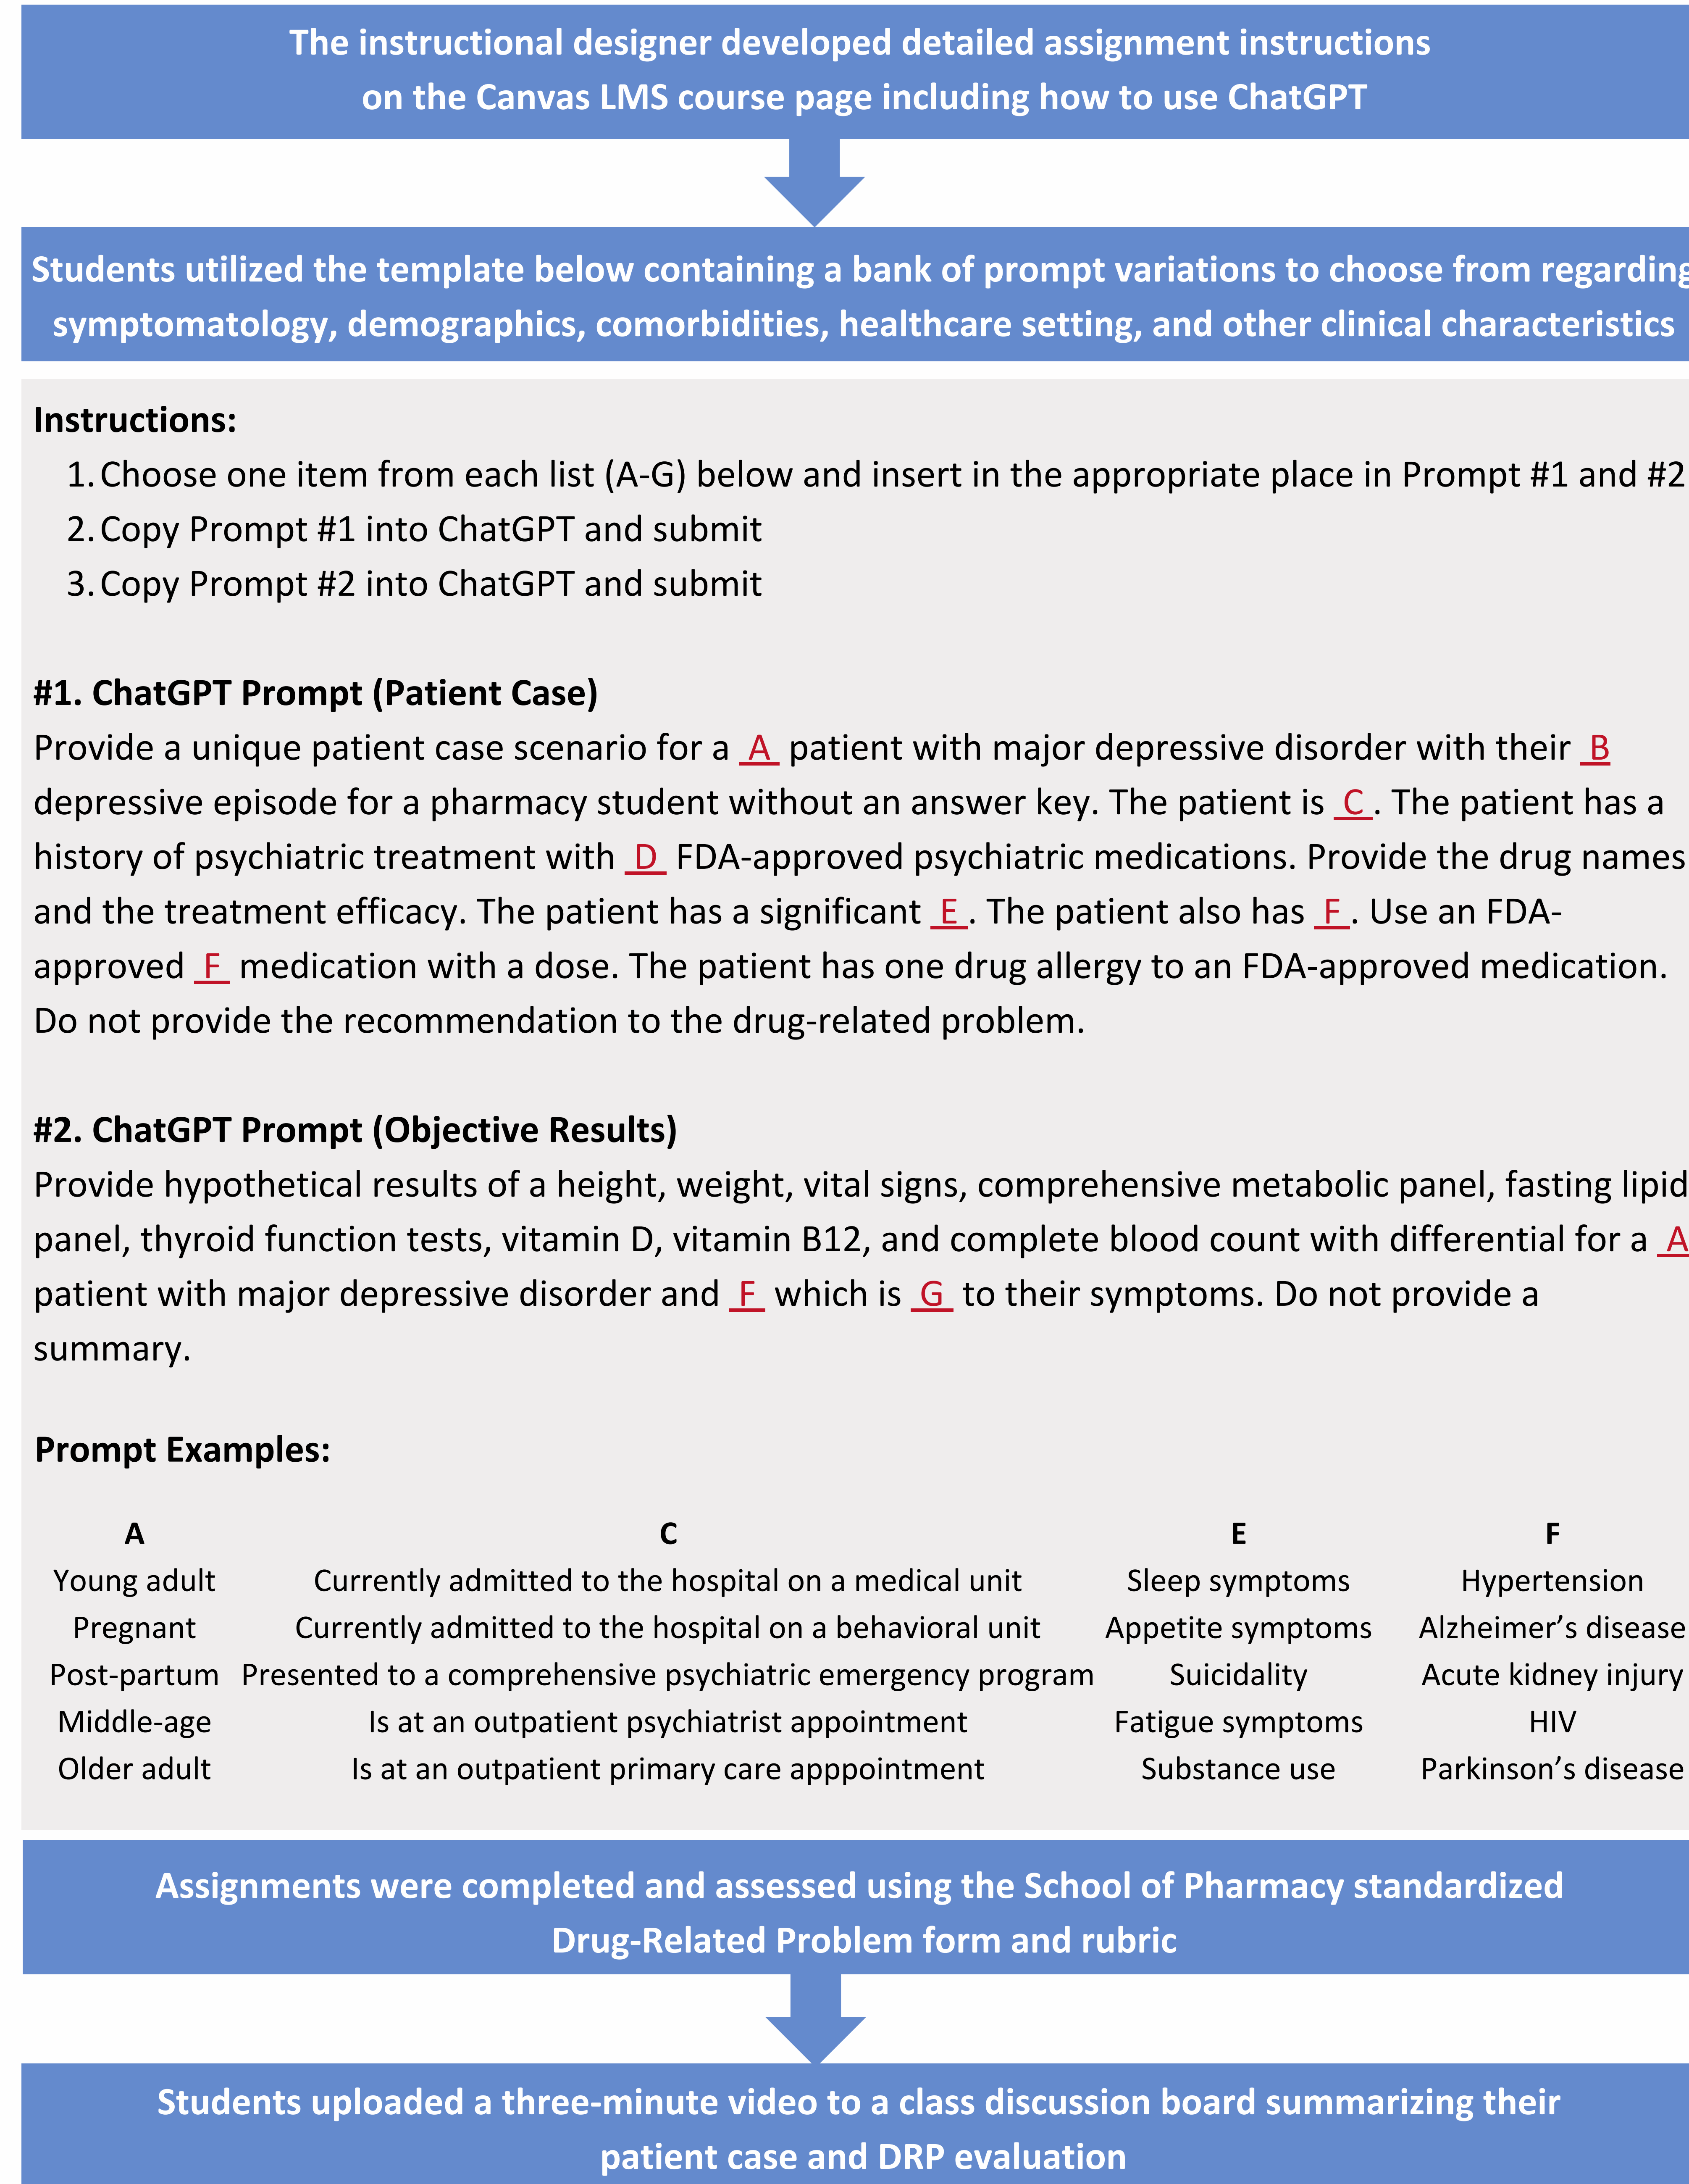 The instructional designer developed detailed assignment instructions
on the Canvas LMS course page including how to use ChatGPT
Students utilized the template below containing a bank of prompt variations to choose from regarding
symptomatology, demographics, comorbidities, healthcare setting, and other clinical characteristics
Instructions:
1. Choose one item from each list (A-G) below and insert in the appropriate place in Prompt #1 and #2
2. Copy Prompt #1 into ChatGPT and submit
3. Copy Prompt #2 into ChatGPT and submit
#1. ChatGPT Prompt (Patient Case)
Provide a unique patient case scenario for a A patient with major depressive disorder with their B
depressive episode for a pharmacy student without an answer key. The patient is C. The patient has a
history of psychiatric treatment with D FDA-approved psychiatric medications. Provide the drug names
and the treatment efficacy. The patient has a significant E. The patient also has F. Use an FDA-
approved F medication with a dose. The patient has one drug allergy to an FDA-approved medication.
Do not provide the recommendation to the drug-related problem.
#2. ChatGPT Prompt (Objective Results)
Provide hypothetical results of a height, weight, vital signs, comprehensive metabolic panel, fasting lipid
panel, thyroid function tests, vitamin D, vitamin B12, and complete blood count with differential for a A
patient with major depressive disorder and F which is G to their symptoms. Do not provide a
summary.
Prompt Examples:
A C E F
Young adult Currently admitted to the hospital on a medical unit Sleep symptoms Hypertension
Pregnant Currently admitted to the hospital on a behavioral unit Appetite symptoms Alzheimer's disease
Post-partum Presented to a comprehensive psychiatric emergency program Suicidality Acute kidney injury
Middle-age Is at an outpatient psychiatrist appointment Fatigue symptoms HIV
Older adult Is at an outpatient primary care apppointment Substance use Parkinson's disease
Assignments were completed and assessed using the School of Pharmacy standardized
Drug-Related Problem form and rubric
Students uploaded a three-minute video to a class discussion board summarizing their
patient case and DRP evaluation